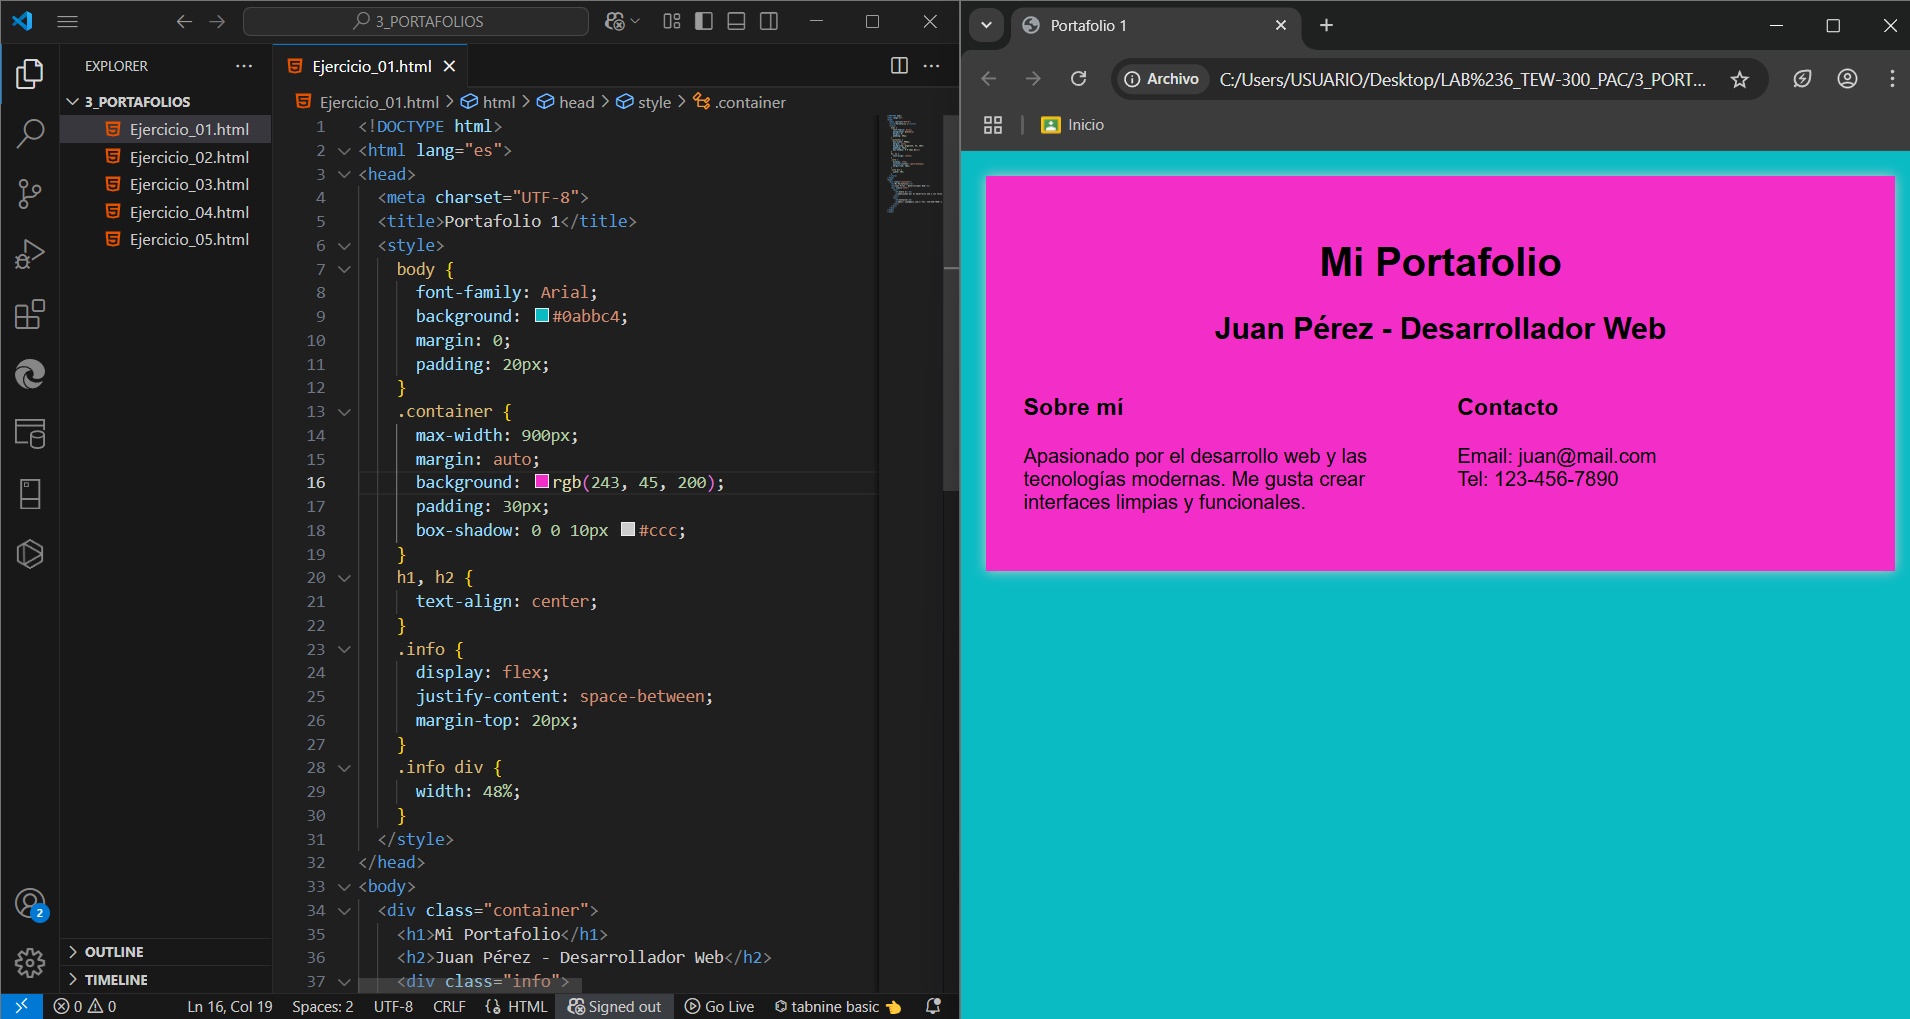 3_PORTAFOLIOS
EXPLORER
3_PORTAFOLIOS
Ejercicio_01.html
Ejercicio_02.html
Ejercicio_03.html
Ejercicio_04.html
Ejercicio_05.html
OUTLINE
TIMELINE
2
Ejercicio_01.html
Ejercicio_01.html > html > head > style > .container
1 <!DOCTYPE html>
2 <html lang="es">
3 <head>
4 <meta charset="UTF-8">
5 <title>Portafolio 1</title>
6 <style>
7 body {
8 font-family: Arial;
9 background: #0abbc4;
10 margin: 0;
11 padding: 20px;
12 }
13 .container {
14 max-width: 900px;
15 margin: auto;
16 background: rgb(243, 45, 200);
17 padding: 30px;
18 box-shadow: 0 0 10px #ccc;
19 }
20 h1, h2 {
21 text-align: center;
22 }
23 .info {
24 display: flex;
25 justify-content: space-between;
26 margin-top: 20px;
27 }
28 .info div {
29 width: 48%;
30 }
31 </style>
32 </head>
33 <body>
34 <div class="container">
35 <h1>Mi Portafolio</h1>
36 <h2>Juan Pérez - Desarrollador Web</h2>
37 <div class="info">
0 0 Ln 16, Col 19 Spaces: 2 UTF-8 CRLF {} HTML Signed out Go Live tabnine basic
Portafolio 1
Archivo C:/Users/USUARIO/Desktop/LAB%236_TEW-300_PAC/3_PORT...
Inicio
Mi Portafolio
Juan Pérez - Desarrollador Web
Sobre mí
Apasionado por el desarrollo web y las
tecnologías modernas. Me gusta crear
interfaces limpias y funcionales.
Contacto
Email: juan@mail.com
Tel: 123-456-7890